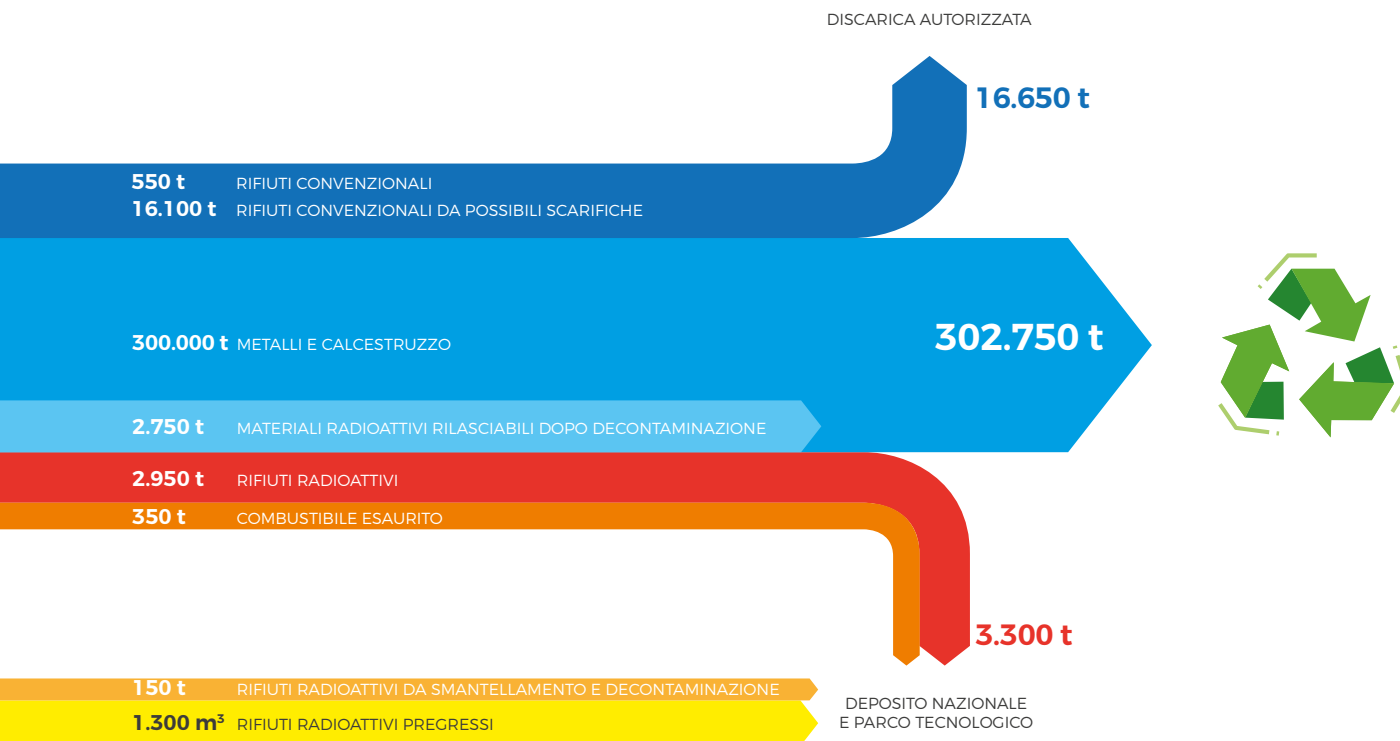 DISCARICA AUTORIZZATA
16.650 t
550 t RIFIUTI CONVENZIONALI
16.100 t RIFIUTI CONVENZIONALI DA POSSIBILI SCARIFICHE
300.000 t METALLI E CALCESTRUZZO
302.750 t
2.750 t MATERIALI RADIOATTIVI RILASCIABILI DOPO DECONTAMINAZIONE
2.950 t RIFIUTI RADIOATTIVI
350 t COMBUSTIBILE ESAURITO
3.300 t
150 t RIFIUTI RADIOATTIVI DA SMANTELLAMENTO E DECONTAMINAZIONE
1.300 m³ RIFIUTI RADIOATTIVI PREGRESSI
DEPOSITO NAZIONALE
E PARCO TECNOLOGICO